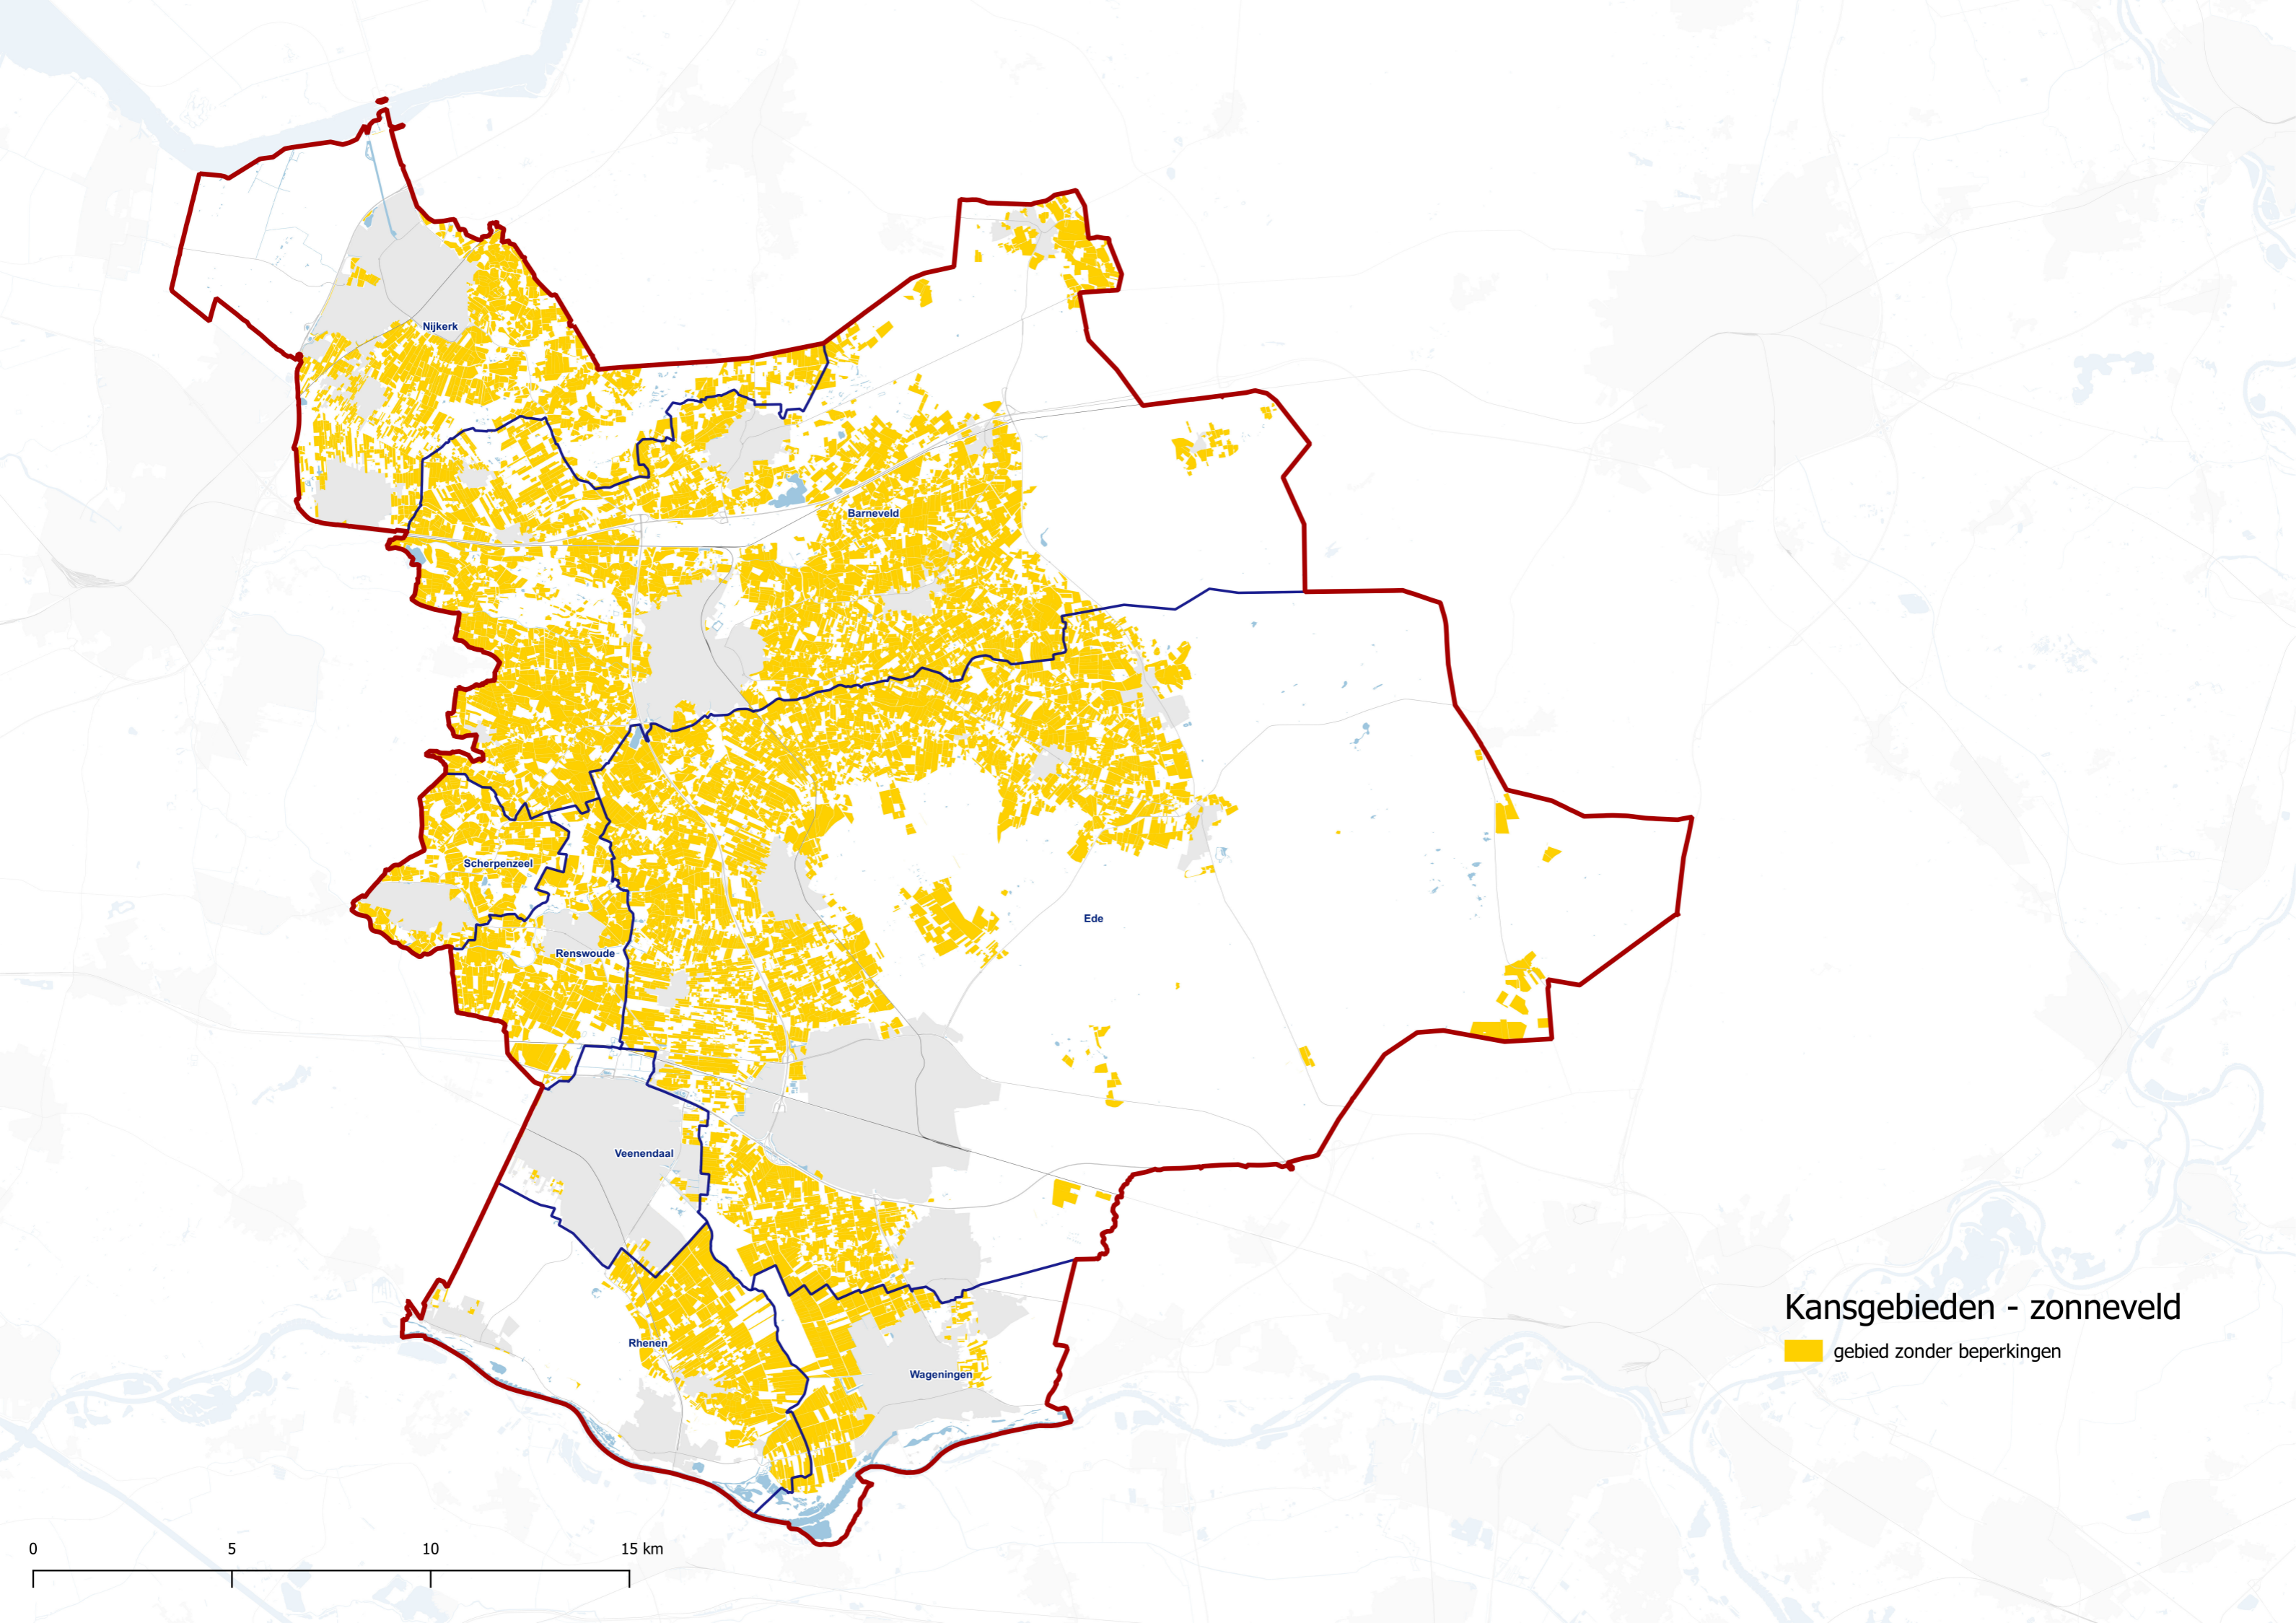 Nijkerk
Barneveld
Scherpenzeel
Ede
Renswoude
Veenendaal
Rhenen
Wageningen
Kansgebieden - zonneveld
gebied zonder beperkingen
0 5 10 15 km